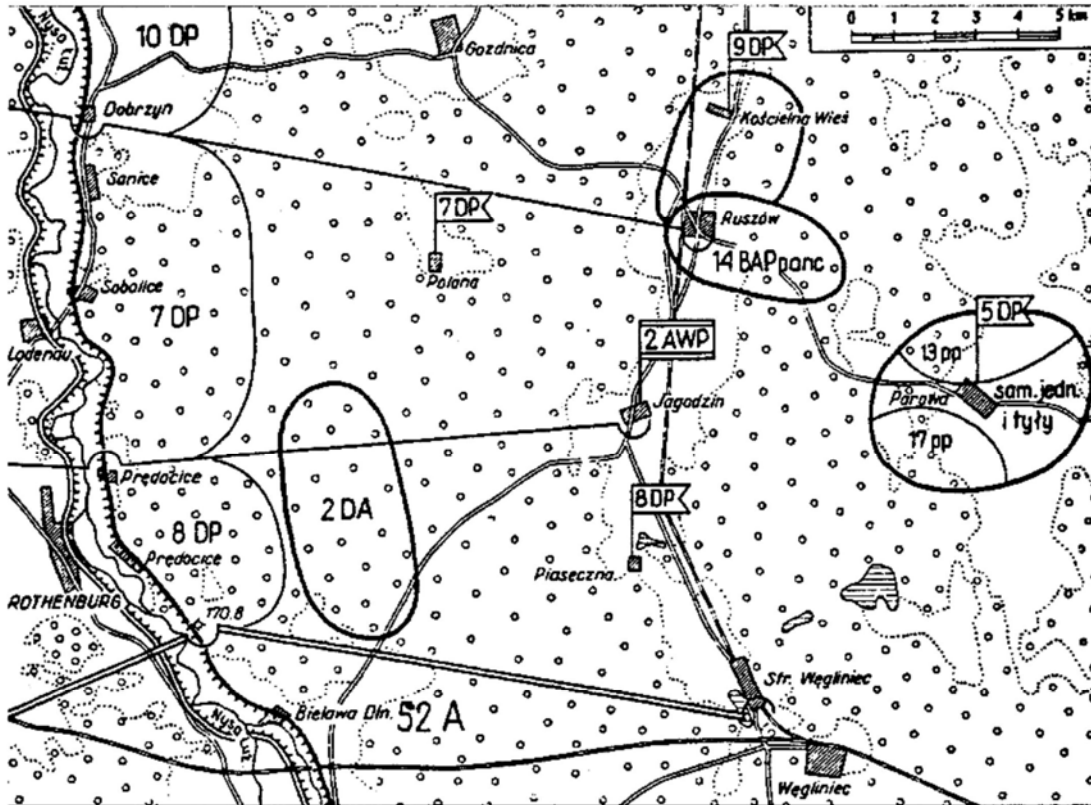 Nysa Łuż.
10 DP
Gozdnica
0 1 2 3 4 5 km
9 DP
Dobrzyn
Kościelna Wieś
Sanice
7 DP
Ruszów
Polana
14 BAPpanc
Sobolice
7 DP
5 DP
Lodenau
2 AWP
13 pp
Parowa
sam. jedn.
i tyły
Jagodzin
17 pp
Prędocice
2 DA
8 DP
8 DP
Prędocice
Piaseczna
ROTHENBURG
170.8
Str. Węgliniec
Bielawa Dln.
52 A
Nysa Łuż.
Węgliniec